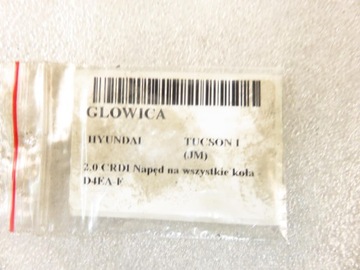 GLOWICA
HYUNDAI TUCSON I
(JM)
2.0 CRDI Napęd na wszystkie koła
D4EA-F